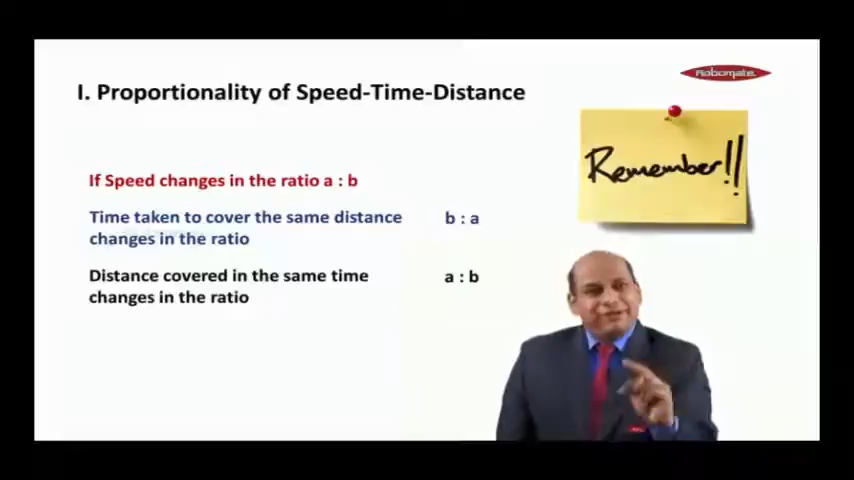 Robomate
I. Proportionality of Speed-Time-Distance
Remember!!
If Speed changes in the ratio a : b
Time taken to cover the same distance b : a
changes in the ratio
Distance covered in the same time a : b
changes in the ratio